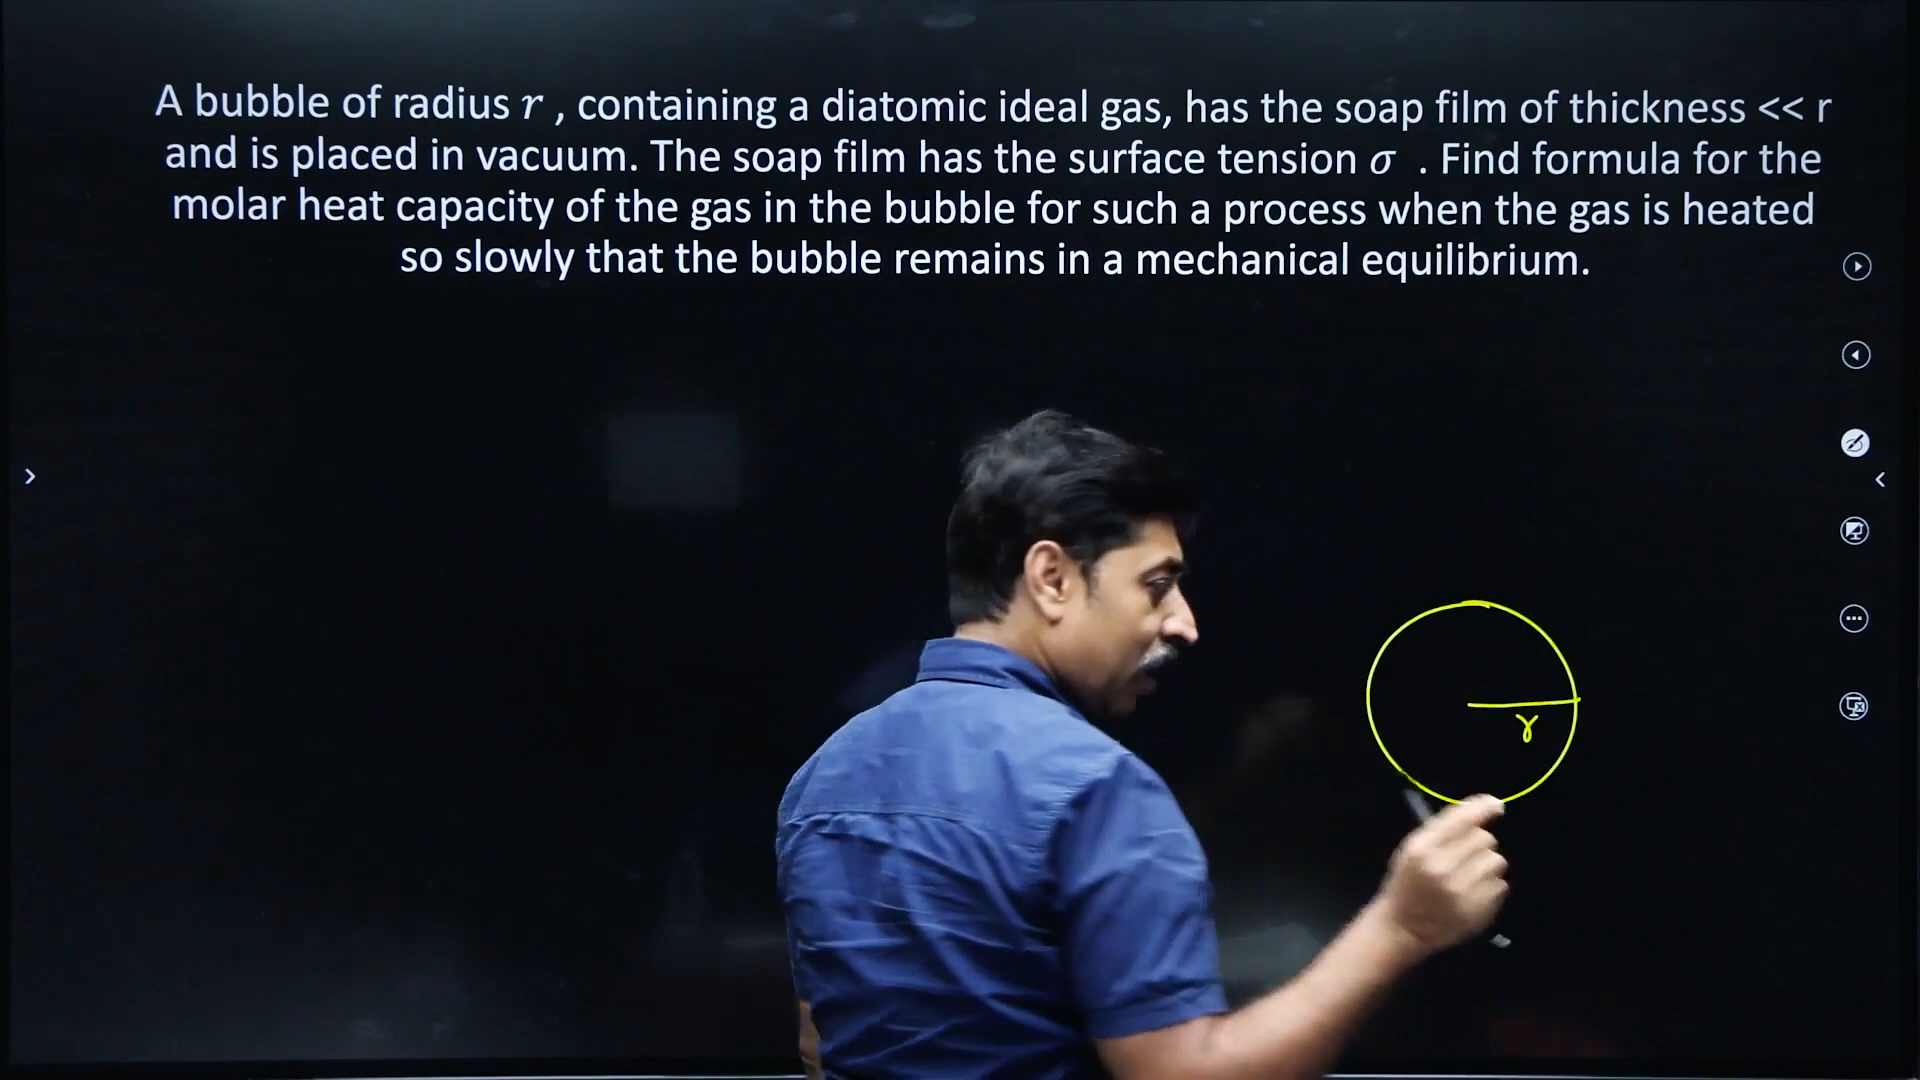 A bubble of radius r , containing a diatomic ideal gas, has the soap film of thickness << r
and is placed in vacuum. The soap film has the surface tension σ . Find formula for the
molar heat capacity of the gas in the bubble for such a process when the gas is heated
so slowly that the bubble remains in a mechanical equilibrium.
r